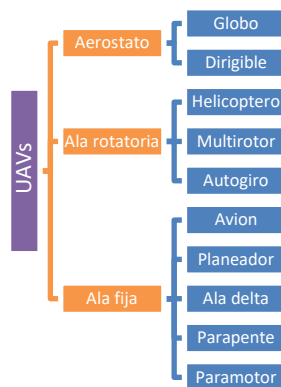 UAVs
Aerostato
Globo
Dirigible
Ala rotatoria
Helicoptero
Multirotor
Autogiro
Ala fija
Avion
Planeador
Ala delta
Parapente
Paramotor